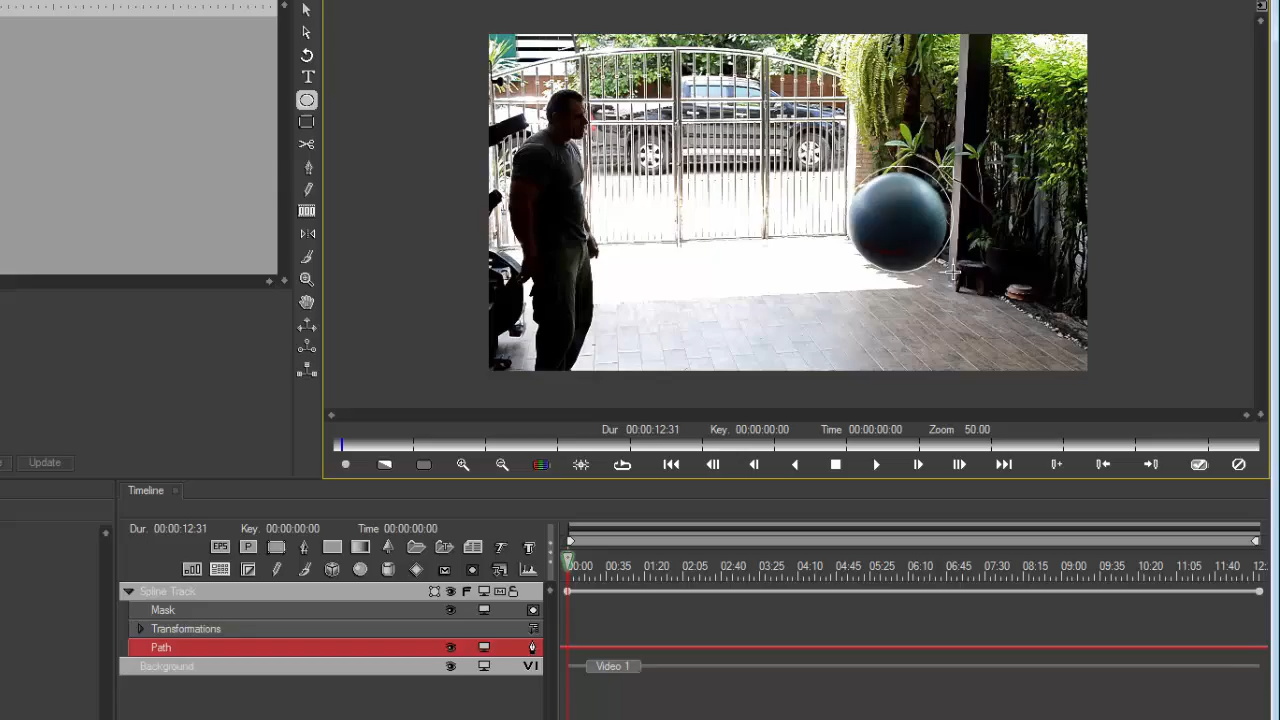 Dur 00:00:12:31 Key. 00:00:00:00 Time 00:00:00:00 Zoom 50.00
Update
Timeline
Dur. 00:00:12:31 Key. 00:00:00:00 Time 00:00:00:00
EPS P T
00:00 00:35 01:20 02:05 02:40 03:25 04:10 04:45 05:25 06:10 06:45 07:30 08:15 09:00 09:35 10:20 11:05 11:40 12:
Spline Track F
Mask
Transformations
Path
Background VI
Video 1